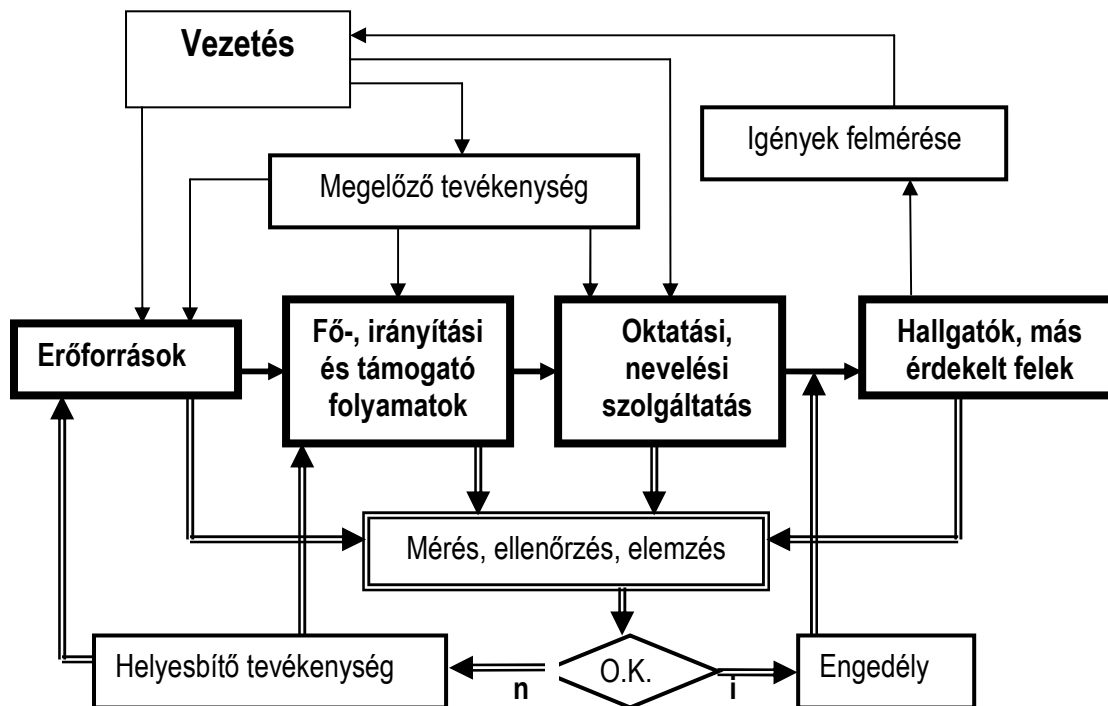 Vezetés
Igények felmérése
Megelőző tevékenység
Erőforrások
Fő-, irányítási
és támogató
folyamatok
Oktatási,
nevelési
szolgáltatás
Hallgatók, más
érdekelt felek
Mérés, ellenőrzés, elemzés
Helyesbítő tevékenység
n
O.K.
i
Engedély